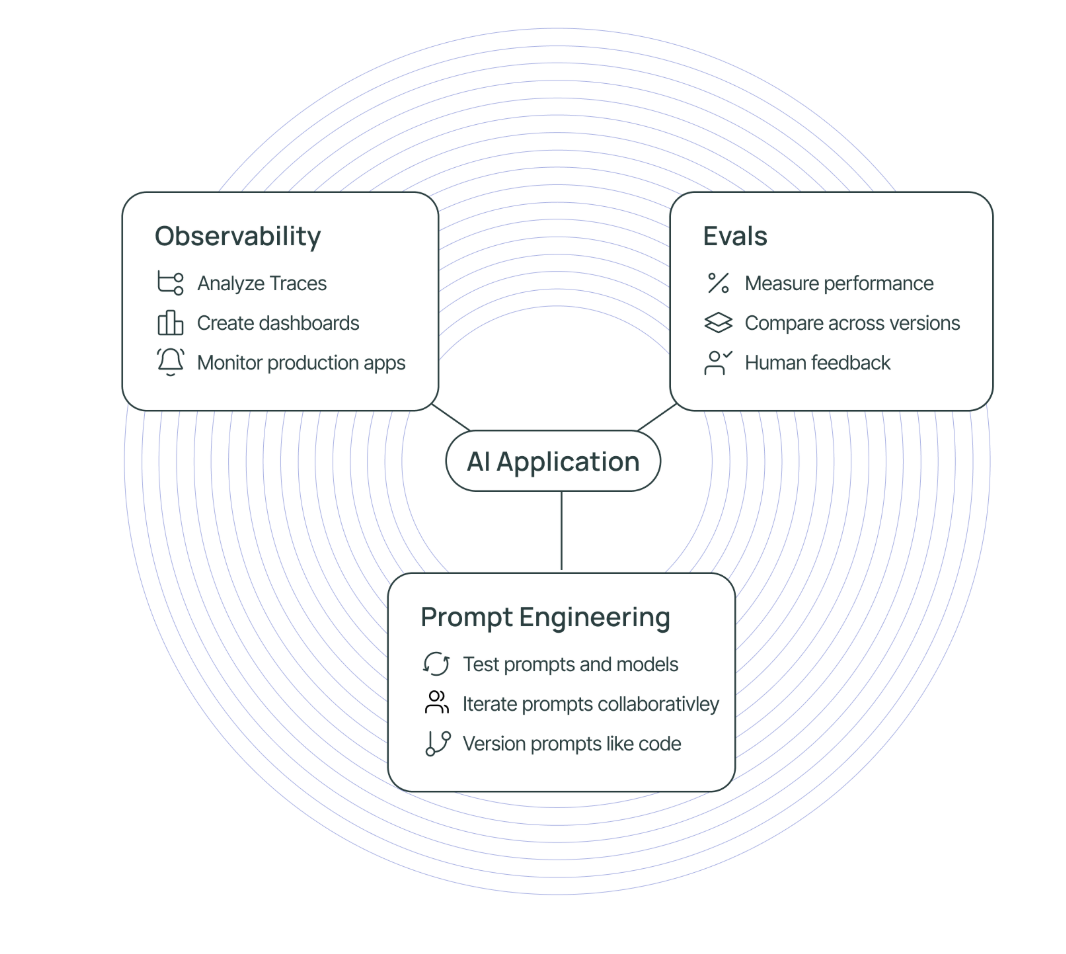 Observability
Analyze Traces
Create dashboards
Monitor production apps
Evals
Measure performance
Compare across versions
Human feedback
AI Application
Prompt Engineering
Test prompts and models
Iterate prompts collaborativley
Version prompts like code